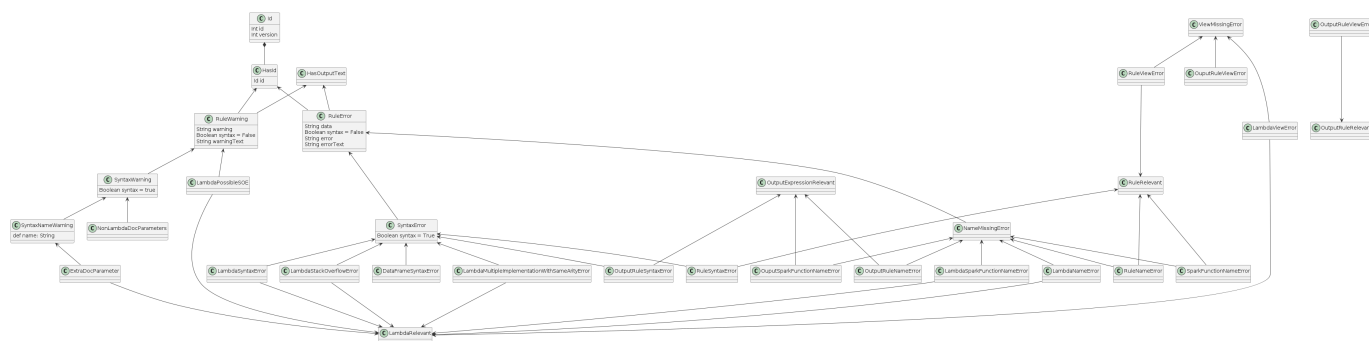 C Id
Int id
Int version
C HasId
Id id
C HasOutputText
C RuleWarning
String warning
Boolean syntax = False
String warningText
C RuleError
String data
Boolean syntax = False
String error
String errorText
C ViewMissingError
C OutputRuleViewErr
C RuleViewError
C OuputRuleViewError
C LambdaViewError
C OutputRuleRelevant
C SyntaxWarning
Boolean syntax = true
C LambdaPossibleSOE
C OutputExpressionRelevant
C RuleRelevant
C SyntaxNameWarning
def name: String
C NonLambdaDocParameters
C SyntaxError
Boolean syntax = True
C NameMissingError
C ExtraDocParameter
C LambdaSyntaxError
C LambdaStackOverflowError
C DataFrameSyntaxError
C LambdaMultipleImplementationWithSameArityError
C OutputRuleSyntaxError
C RuleSyntaxError
C OuputSparkFunctionNameError
C OutputRuleNameError
C LambdaSparkFunctionNameError
C LambdaNameError
C RuleNameError
C SparkFunctionNameError
C LambdaRelevant